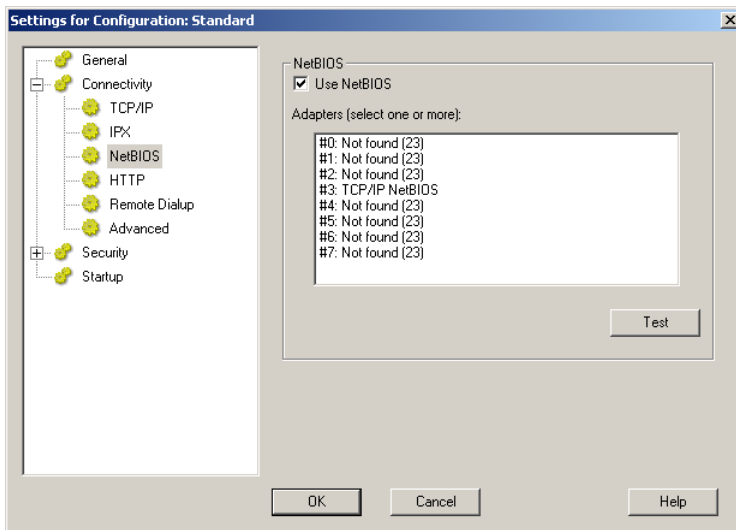 Settings for Configuration: Standard
General
Connectivity
TCP/IP
IPX
NetBIOS
HTTP
Remote Dialup
Advanced
Security
Startup
NetBIOS
Use NetBIOS
Adapters (select one or more):
#0: Not found (23)
#1: Not found (23)
#2: Not found (23)
#3: TCP/IP NetBIOS
#4: Not found (23)
#5: Not found (23)
#6: Not found (23)
#7: Not found (23)
Test
OK
Cancel
Help